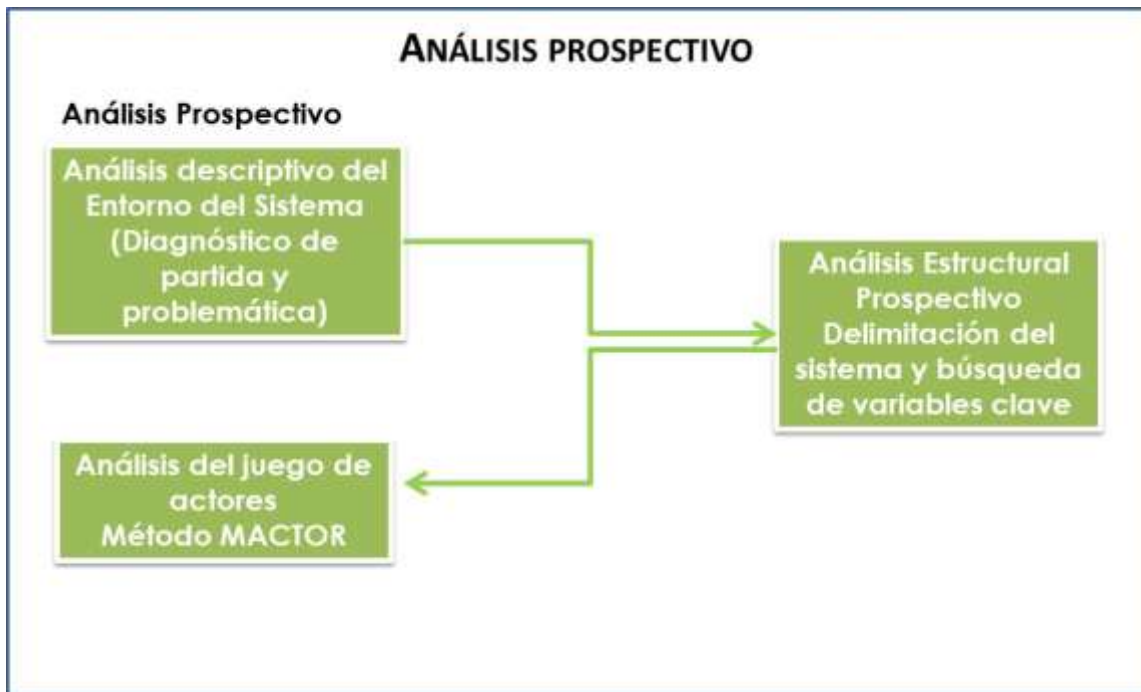 ANÁLISIS PROSPECTIVO
Análisis Prospectivo
Análisis descriptivo del
Entorno del Sistema
(Diagnóstico de
partida y
problemática)
Análisis Estructural
Prospectivo
Delimitación del
sistema y búsqueda
de variables clave
Análisis del juego de
actores
Método MACTOR